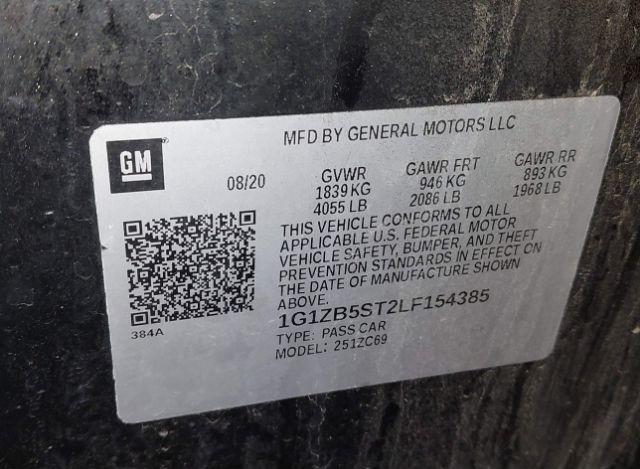 MFD BY GENERAL MOTORS LLC
GM
08/20 GVWR GAWR FRT GAWR RR
1839 KG 946 KG 893 KG
4055 LB 2086 LB 1968 LB
THIS VEHICLE CONFORMS TO ALL
APPLICABLE U.S. FEDERAL MOTOR
VEHICLE SAFETY, BUMPER, AND THEFT
PREVENTION STANDARDS IN EFFECT ON
THE DATE OF MANUFACTURE SHOWN
ABOVE.
1G1ZB5ST2LF154385
TYPE: PASS CAR
MODEL: 251ZC69
384A